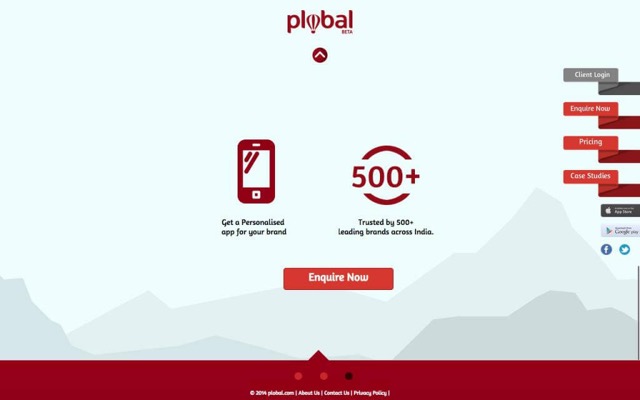 plobal
BETA
Client Login
Enquire Now
Pricing
Case Studies
500+
Get a Personalised
app for your brand
Trusted by 500+
leading brands across India.
App Store
Google play
Enquire Now
© 2014 plobal.com | About Us | Contact Us | Privacy Policy |